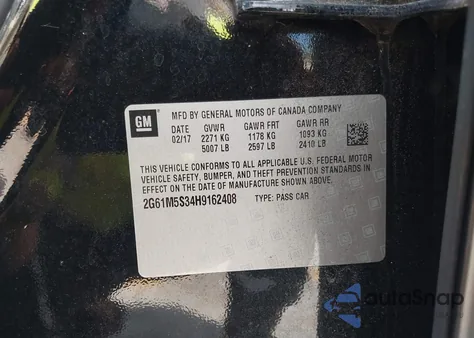 GM
MFD BY GENERAL MOTORS OF CANADA COMPANY
DATE GVWR GAWR FRT GAWR RR
02/17 2271 KG 1178 KG 1093 KG
5007 LB 2597 LB 2410 LB
THIS VEHICLE CONFORMS TO ALL APPLICABLE U.S. FEDERAL MOTOR
VEHICLE SAFETY, BUMPER, AND THEFT PREVENTION STANDARDS IN
EFFECT ON THE DATE OF MANUFACTURE SHOWN ABOVE.
2G61M5S34H9162408 TYPE: PASS CAR
autoSnap